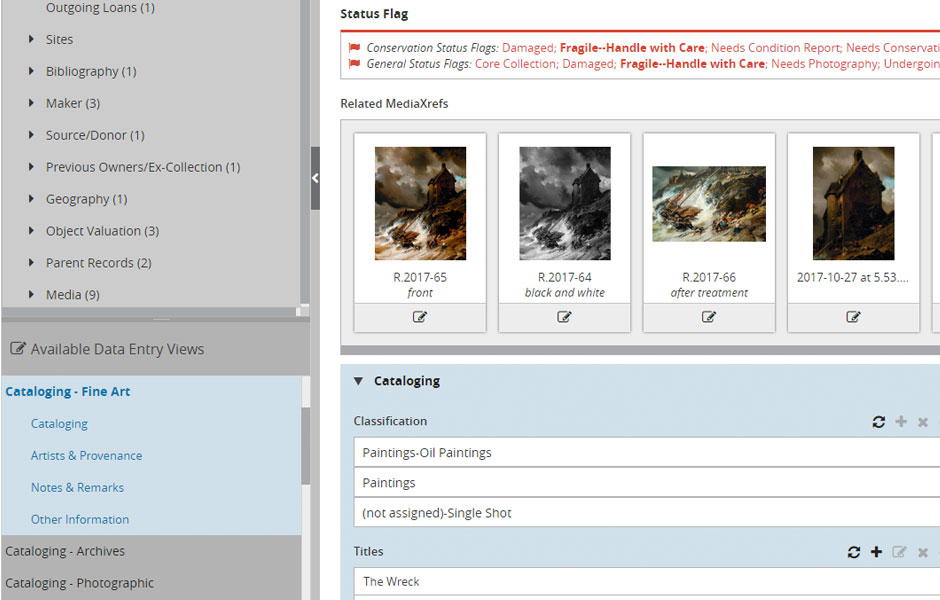 Outgoing Loans (1)
Sites
Bibliography (1)
Maker (3)
Source/Donor (1)
Previous Owners/Ex-Collection (1)
Geography (1)
Object Valuation (3)
Parent Records (2)
Media (9)
Available Data Entry Views
Cataloging - Fine Art
Cataloging
Artists & Provenance
Notes & Remarks
Other Information
Cataloging - Archives
Cataloging - Photographic
Status Flag
Conservation Status Flags: Damaged; Fragile--Handle with Care; Needs Condition Report; Needs Conservati
General Status Flags: Core Collection; Damaged; Fragile--Handle with Care; Needs Photography; Undergoin
Related MediaXrefs
R.2017-65
front
R.2017-64
black and white
R.2017-66
after treatment
2017-10-27 at 5.53....
Cataloging
Classification
Paintings-Oil Paintings
Paintings
(not assigned)-Single Shot
Titles
The Wreck